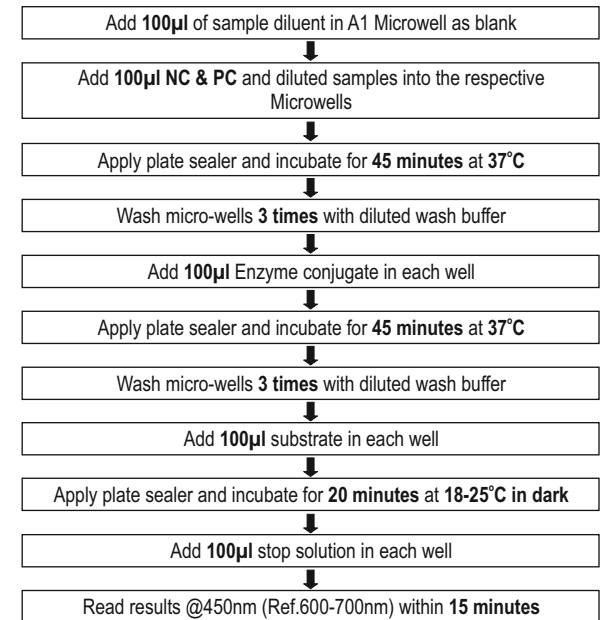 Add 100µl of sample diluent in A1 Microwell as blank
Add 100µl NC & PC and diluted samples into the respective
Microwells
Apply plate sealer and incubate for 45 minutes at 37°C
Wash micro-wells 3 times with diluted wash buffer
Add 100µl Enzyme conjugate in each well
Apply plate sealer and incubate for 45 minutes at 37°C
Wash micro-wells 3 times with diluted wash buffer
Add 100µl substrate in each well
Apply plate sealer and incubate for 20 minutes at 18-25°C in dark
Add 100µl stop solution in each well
Read results @450nm (Ref.600-700nm) within 15 minutes